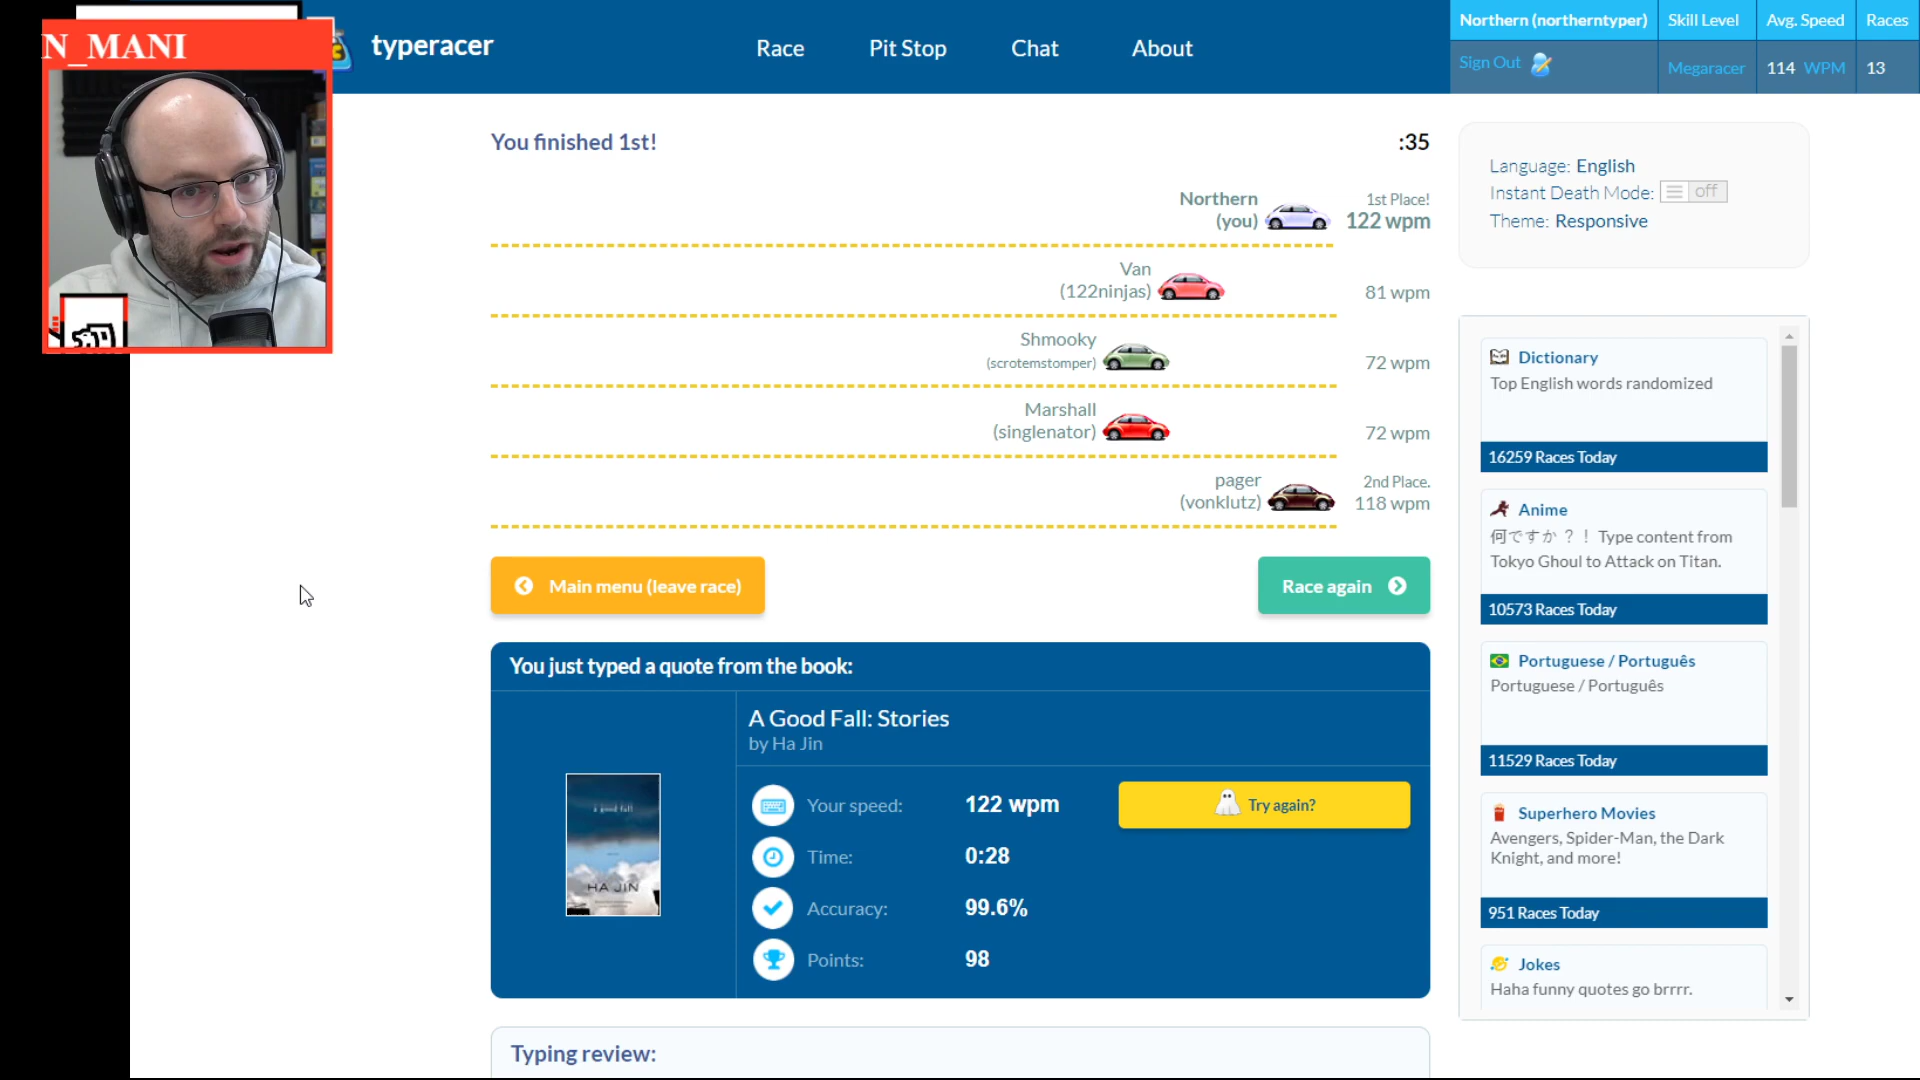 N_MANI
typeracer
Race
Pit Stop
Chat
About
Northern (northerntyper)
Skill Level
Avg. Speed
Races
Sign Out
Megaracer
114 WPM
13
You finished 1st!
:35
Northern
(you)
1st Place!
122 wpm
Van
(122ninjas)
81 wpm
Shmooky
(scrotemstomper)
72 wpm
Marshall
(singlenator)
72 wpm
pager
(vonklutz)
2nd Place.
118 wpm
Main menu (leave race)
Race again
You just typed a quote from the book:
A Good Fall: Stories
by Ha Jin
a good fall
HA JIN
Your speed:
122 wpm
Try again?
Time:
0:28
Accuracy:
99.6%
Points:
98
Typing review:
Language: English
Instant Death Mode: off
Theme: Responsive
Dictionary
Top English words randomized
16259 Races Today
Anime
何ですか？！ Type content from
Tokyo Ghoul to Attack on Titan.
10573 Races Today
Portuguese / Português
Portuguese / Português
11529 Races Today
Superhero Movies
Avengers, Spider-Man, the Dark
Knight, and more!
951 Races Today
Jokes
Haha funny quotes go brrrr.